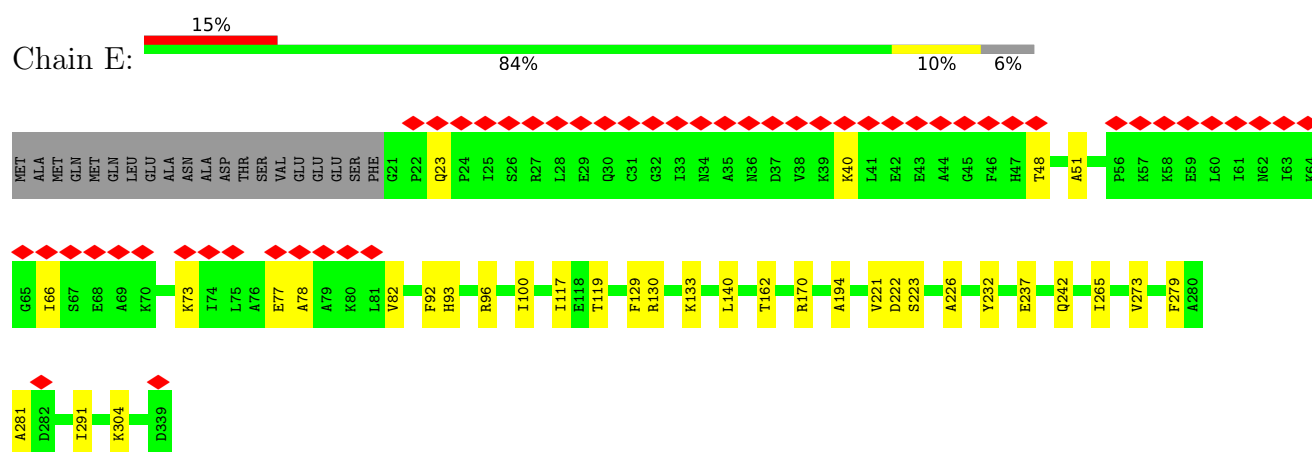 15%
Chain E:
84% 10% 6%
MET ALA MET GLN MET GLN LEU GLU ALA ASN ALA ASP THR SER VAL GLU GLU GLU SER PHE G21 P22 Q23 P24 I25 S26 R27 L28 E29 Q30 C31 G32 I33 N34 A35 N36 D37 V38 K39 K40 L41 E42 E43 A44 G45 F46 H47 T48 A51 P56 K57 K58 E59 L60 I61 N62 I63 K64
G65 I66 S67 E68 A69 K70 K73 I74 L75 A76 E77 A78 A79 K80 L81 V82 F92 H93 R96 I100 I117 E118 T119 F129 R130 K133 L140 T162 R170 A194 V221 D222 S223 A226 Y232 E237 Q242 I265 V273 F279 A280
A281 D282 I291 K304 D339